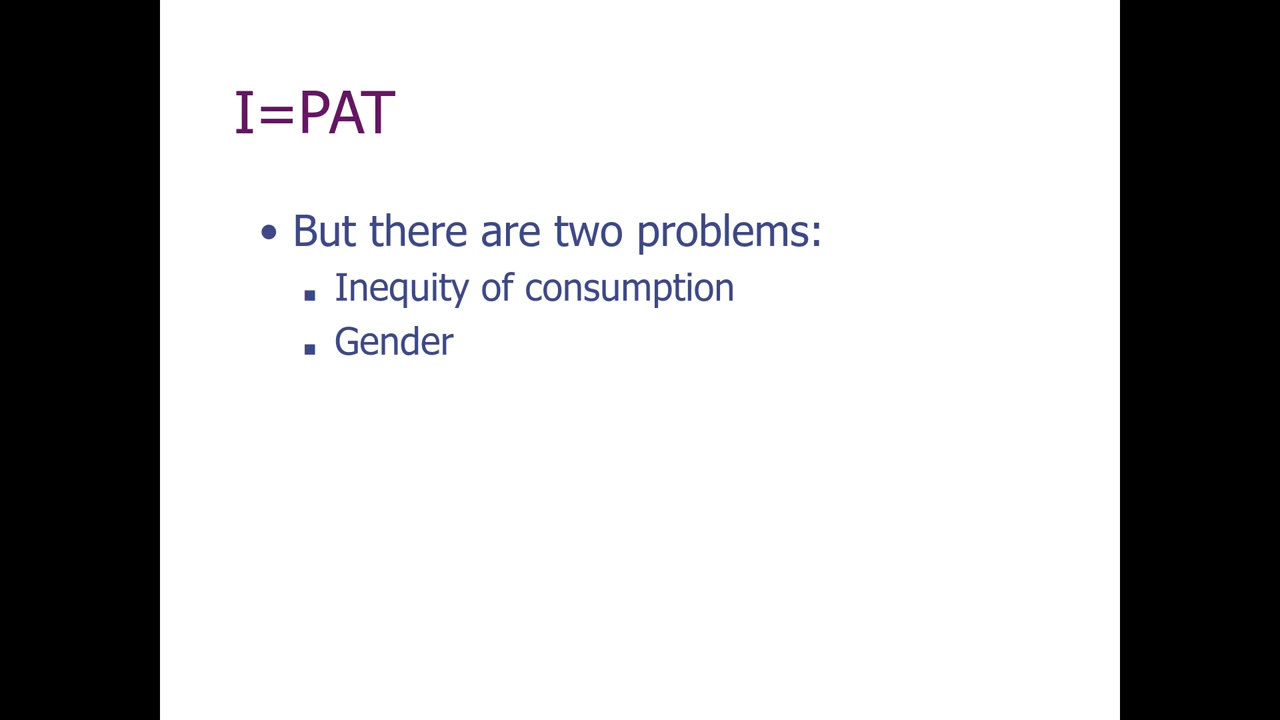 I=PAT
• But there are two problems:
▪ Inequity of consumption
▪ Gender